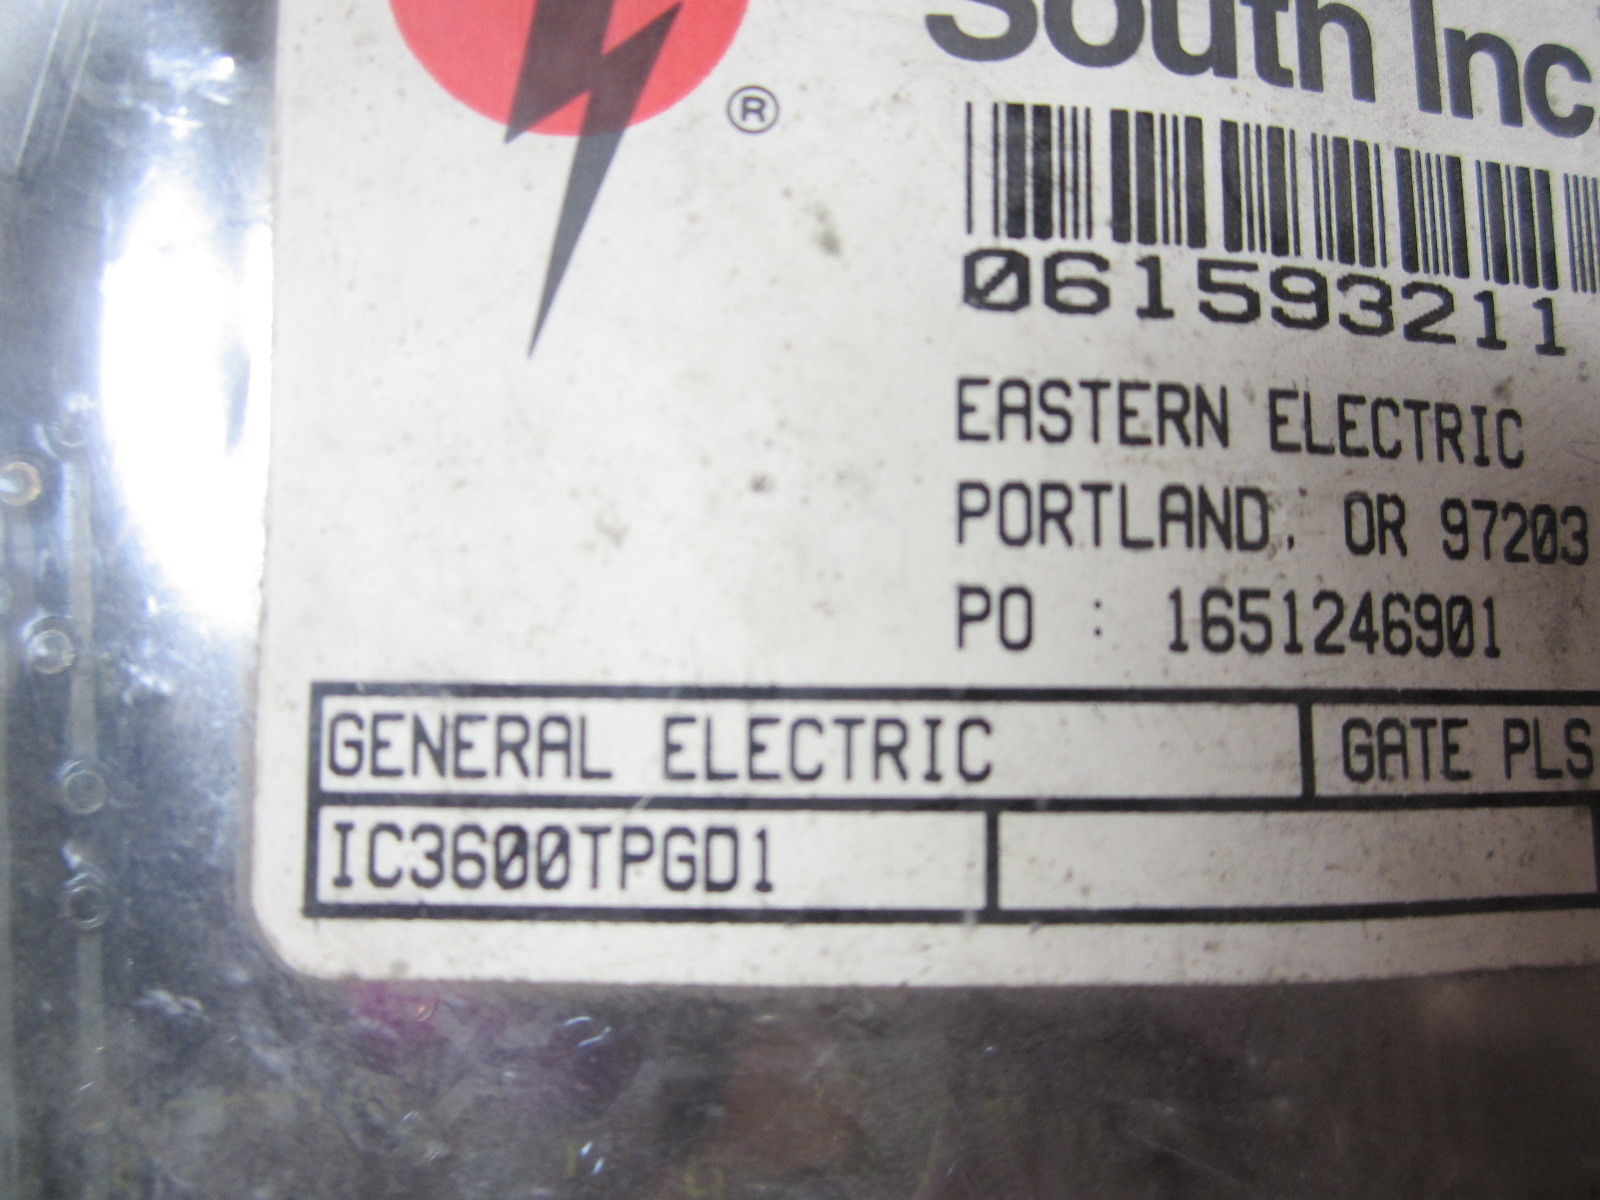 South Inc.
®
061593211
EASTERN ELECTRIC
PORTLAND, OR 97203
PO : 1651246901
GENERAL ELECTRIC GATE PLS
IC3600TPGD1